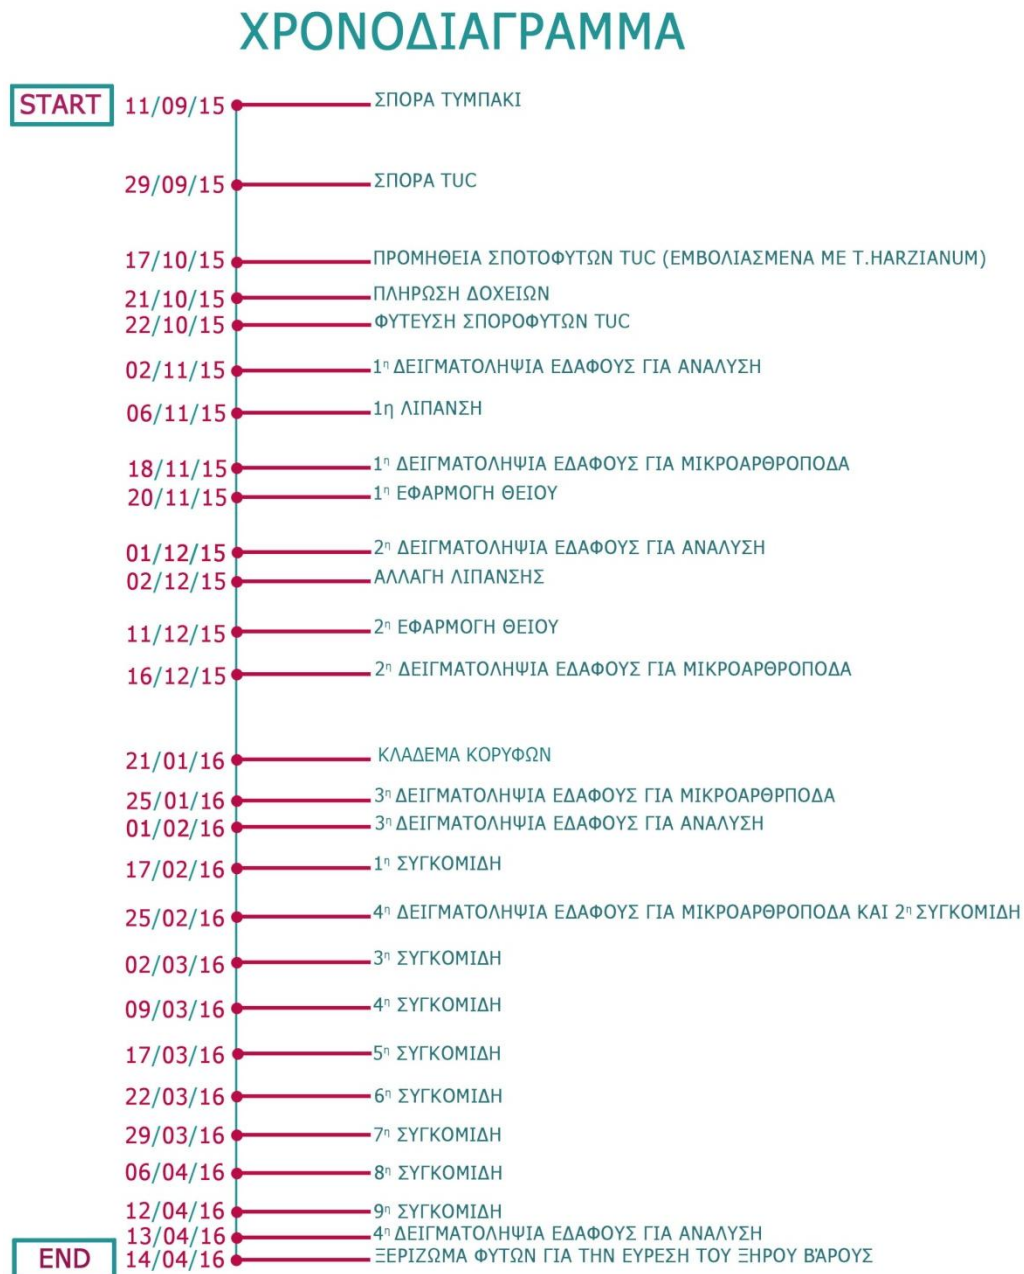 ΧΡΟΝΟΔΙΑΓΡΑΜΜΑ
START 11/09/15 ΣΠΟΡΑ ΤΥΜΠΑΚΙ
29/09/15 ΣΠΟΡΑ TUC
17/10/15 ΠΡΟΜΗΘΕΙΑ ΣΠΟΤΟΦΥΤΩΝ TUC (ΕΜΒΟΛΙΑΣΜΕΝΑ ΜΕ T.HARZIANUM)
21/10/15 ΠΛΗΡΩΣΗ ΔΟΧΕΙΩΝ
22/10/15 ΦΥΤΕΥΣΗ ΣΠΟΡΟΦΥΤΩΝ TUC
02/11/15 1η ΔΕΙΓΜΑΤΟΛΗΨΙΑ ΕΔΑΦΟΥΣ ΓΙΑ ΑΝΑΛΥΣΗ
06/11/15 1η ΛΙΠΑΝΣΗ
18/11/15 1η ΔΕΙΓΜΑΤΟΛΗΨΙΑ ΕΔΑΦΟΥΣ ΓΙΑ ΜΙΚΡΟΑΡΘΡΟΠΟΔΑ
20/11/15 1η ΕΦΑΡΜΟΓΗ ΘΕΙΟΥ
01/12/15 2η ΔΕΙΓΜΑΤΟΛΗΨΙΑ ΕΔΑΦΟΥΣ ΓΙΑ ΑΝΑΛΥΣΗ
02/12/15 ΑΛΛΑΓΗ ΛΙΠΑΝΣΗΣ
11/12/15 2η ΕΦΑΡΜΟΓΗ ΘΕΙΟΥ
16/12/15 2η ΔΕΙΓΜΑΤΟΛΗΨΙΑ ΕΔΑΦΟΥΣ ΓΙΑ ΜΙΚΡΟΑΡΘΡΟΠΟΔΑ
21/01/16 ΚΛΑΔΕΜΑ ΚΟΡΥΦΩΝ
25/01/16 3η ΔΕΙΓΜΑΤΟΛΗΨΙΑ ΕΔΑΦΟΥΣ ΓΙΑ ΜΙΚΡΟΑΡΘΡΠΟΔΑ
01/02/16 3η ΔΕΙΓΜΑΤΟΛΗΨΙΑ ΕΔΑΦΟΥΣ ΓΙΑ ΑΝΑΛΥΣΗ
17/02/16 1η ΣΥΓΚΟΜΙΔΗ
25/02/16 4η ΔΕΙΓΜΑΤΟΛΗΨΙΑ ΕΔΑΦΟΥΣ ΓΙΑ ΜΙΚΡΟΑΡΘΡΟΠΟΔΑ ΚΑΙ 2η ΣΥΓΚΟΜΙΔΗ
02/03/16 3η ΣΥΓΚΟΜΙΔΗ
09/03/16 4η ΣΥΓΚΟΜΙΔΗ
17/03/16 5η ΣΥΓΚΟΜΙΔΗ
22/03/16 6η ΣΥΓΚΟΜΙΔΗ
29/03/16 7η ΣΥΓΚΟΜΙΔΗ
06/04/16 8η ΣΥΓΚΟΜΙΔΗ
12/04/16 9η ΣΥΓΚΟΜΙΔΗ
13/04/16 4η ΔΕΙΓΜΑΤΟΛΗΨΙΑ ΕΔΑΦΟΥΣ ΓΙΑ ΑΝΑΛΥΣΗ
END 14/04/16 ΞΕΡΙΖΩΜΑ ΦΥΤΩΝ ΓΙΑ ΤΗΝ ΕΥΡΕΣΗ ΤΟΥ ΞΗΡΟΥ ΒΆΡΟΥΣ